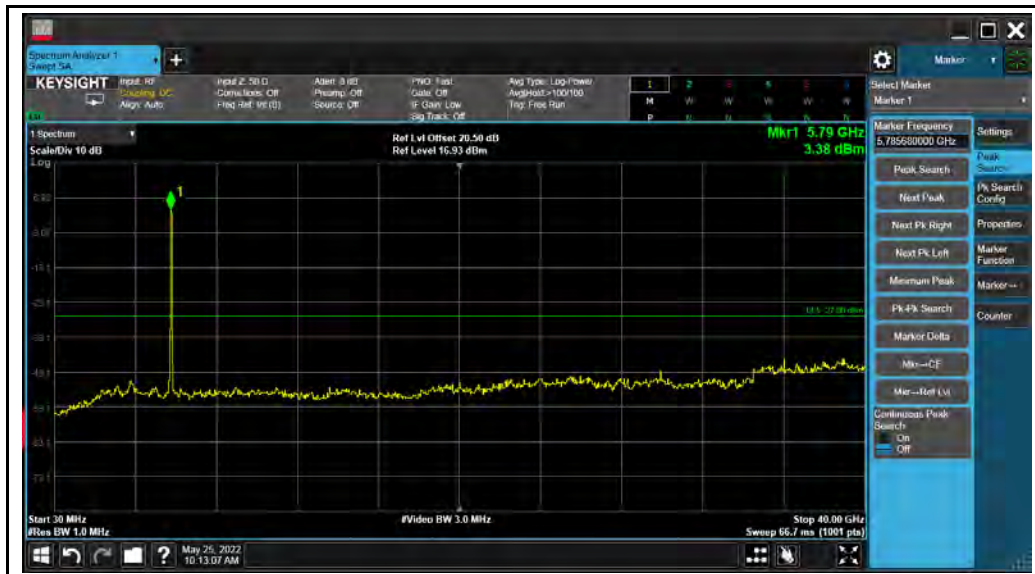 Spectrum Analyzer 1
Swept SA
+
Marker
KEYSIGHT
Input: RF
Coupling: DC
Align: Auto
Input Z: 50 Ω
Corrections: Off
Freq Ref: Int (S)
Atten: 8 dB
Preamp: Off
Source: Off
PNO: Fast
Gate: Off
IF Gain: Low
Sig Track: Off
Avg Type: Log-Power
Avg|Hold: >100/100
Trig: Free Run
1
M
P
Select Marker
Marker 1
1 Spectrum
Scale/Div 10 dB
Log
Ref Lvl Offset 20.50 dB
Ref Level 16.93 dBm
Mkr1 5.79 GHz
3.38 dBm
1
Marker Frequency
5.785680000 GHz
Peak Search
Next Peak
Next Pk Right
Next Pk Left
Minimum Peak
Pk-Pk Search
Marker Delta
Mkr→CF
Mkr→Ref Lvl
Continuous Peak
Search
On
Off
Settings
Peak
Search
Pk Search
Config
Properties
Marker
Function
Marker→
Counter
Start 30 MHz
#Res BW 1.0 MHz
#Video BW 3.0 MHz
Stop 40.00 GHz
Sweep 66.7 ms (1001 pts)
?
May 25, 2022
10:13:07 AM